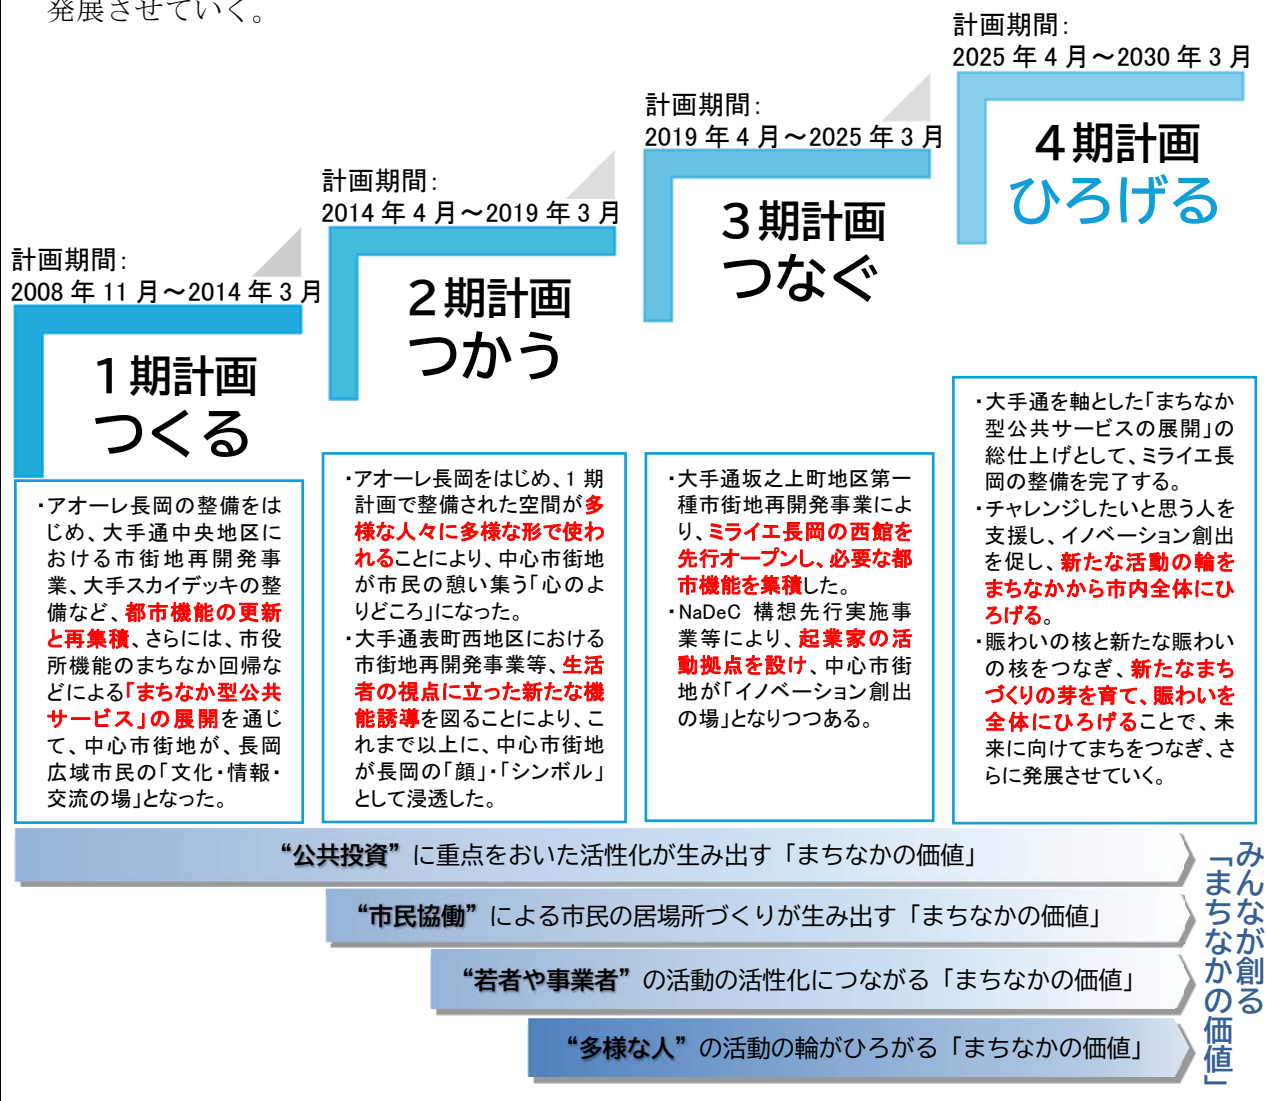 発展させていく。
計画期間：
2008 年 11 月～2014 年 3 月
1期計画
つくる
・アオーレ長岡の整備をは
じめ、大手通中央地区に
おける市街地再開発事
業、大手スカイデッキの整
備など、都市機能の更新
と再集積、さらには、市役
所機能のまちなか回帰な
どによる「まちなか型公共
サービス」の展開を通じ
て、中心市街地が、長岡
広域市民の「文化・情報・
交流の場」となった。
計画期間：
2014 年 4 月～2019 年 3 月
2期計画
つかう
・アオーレ長岡をはじめ、1 期
計画で整備された空間が多
様な人々に多様な形で使わ
れることにより、中心市街地
が市民の憩い集う「心のよ
りどころ」になった。
・大手通表町西地区における
市街地再開発事業等、生活
者の視点に立った新たな機
能誘導を図ることにより、こ
れまで以上に、中心市街地
が長岡の「顔」・「シンボル」
として浸透した。
計画期間：
2019 年 4 月～2025 年 3 月
3期計画
つなぐ
・大手通坂之上町地区第一
種市街地再開発事業によ
り、ミライエ長岡の西館を
先行オープンし、必要な都
市機能を集積した。
・NaDeC 構想先行実施事
業等により、起業家の活
動拠点を設け、中心市街
地が「イノベーション創出
の場」となりつつある。
計画期間：
2025 年 4 月～2030 年 3 月
4期計画
ひろげる
・大手通を軸とした「まちなか
型公共サービスの展開」の
総仕上げとして、ミライエ長
岡の整備を完了する。
・チャレンジしたいと思う人を
支援し、イノベーション創出
を促し、新たな活動の輪を
まちなかから市内全体にひ
ろげる。
・賑わいの核と新たな賑わい
の核をつなぎ、新たなまち
づくりの芽を育て、賑わいを
全体にひろげることで、未
来に向けてまちをつなぎ、さ
らに発展させていく。
“公共投資”に重点をおいた活性化が生み出す「まちなかの価値」
“市民協働”による市民の居場所づくりが生み出す「まちなかの価値」
“若者や事業者”の活動の活性化につながる「まちなかの価値」
“多様な人”の活動の輪がひろがる「まちなかの価値」
みんなが創る
「まちなかの価値」